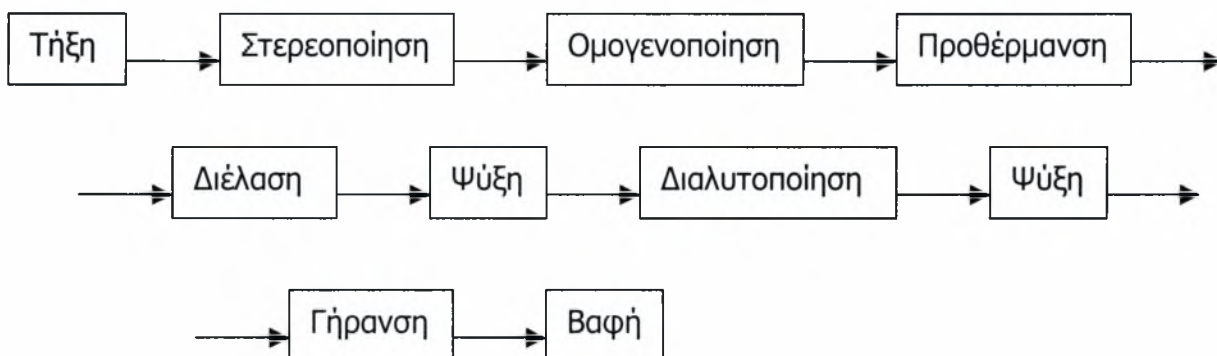 Τήξη Στερεοποίηση Ομογενοποίηση Προθέρμανση
Διέλαση Ψύξη Διαλυτοποίηση Ψύξη
Γήρανση Βαφή